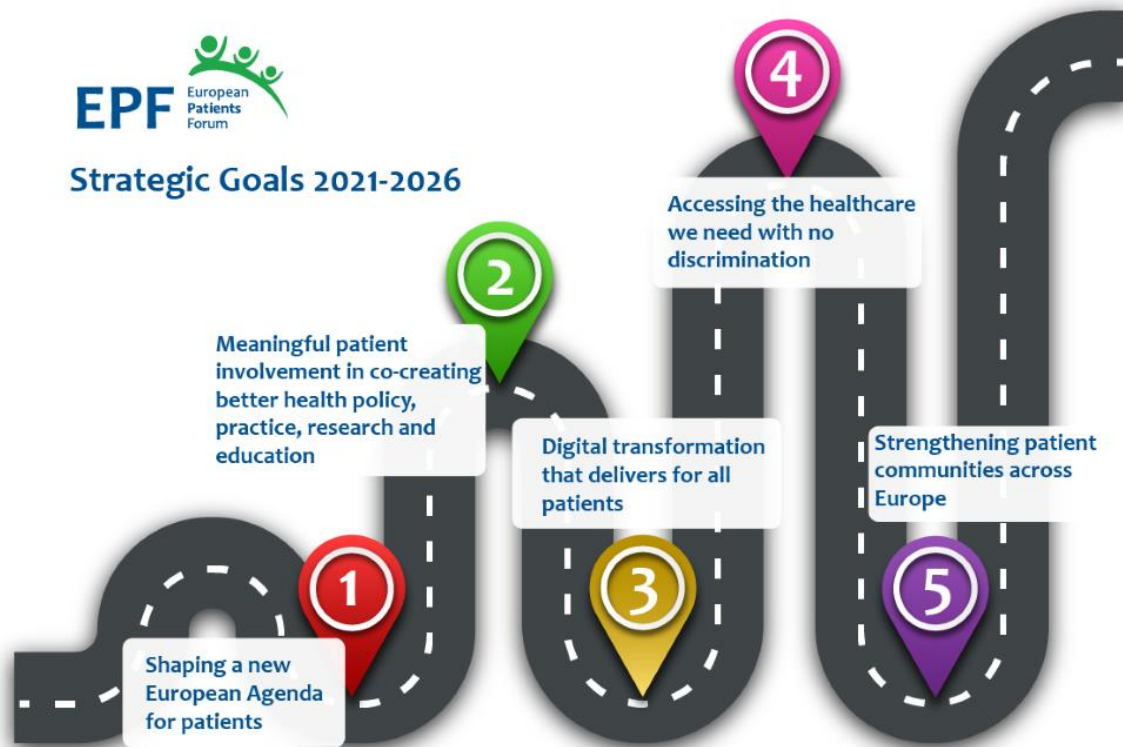 EPF
European
Patients
Forum
Strategic Goals 2021-2026
1
Shaping a new
European Agenda
for patients
2
Meaningful patient
involvement in co-creating
better health policy,
practice, research and
education
3
Digital transformation
that delivers for all
patients
4
Accessing the healthcare
we need with no
discrimination
5
Strengthening patient
communities across
Europe